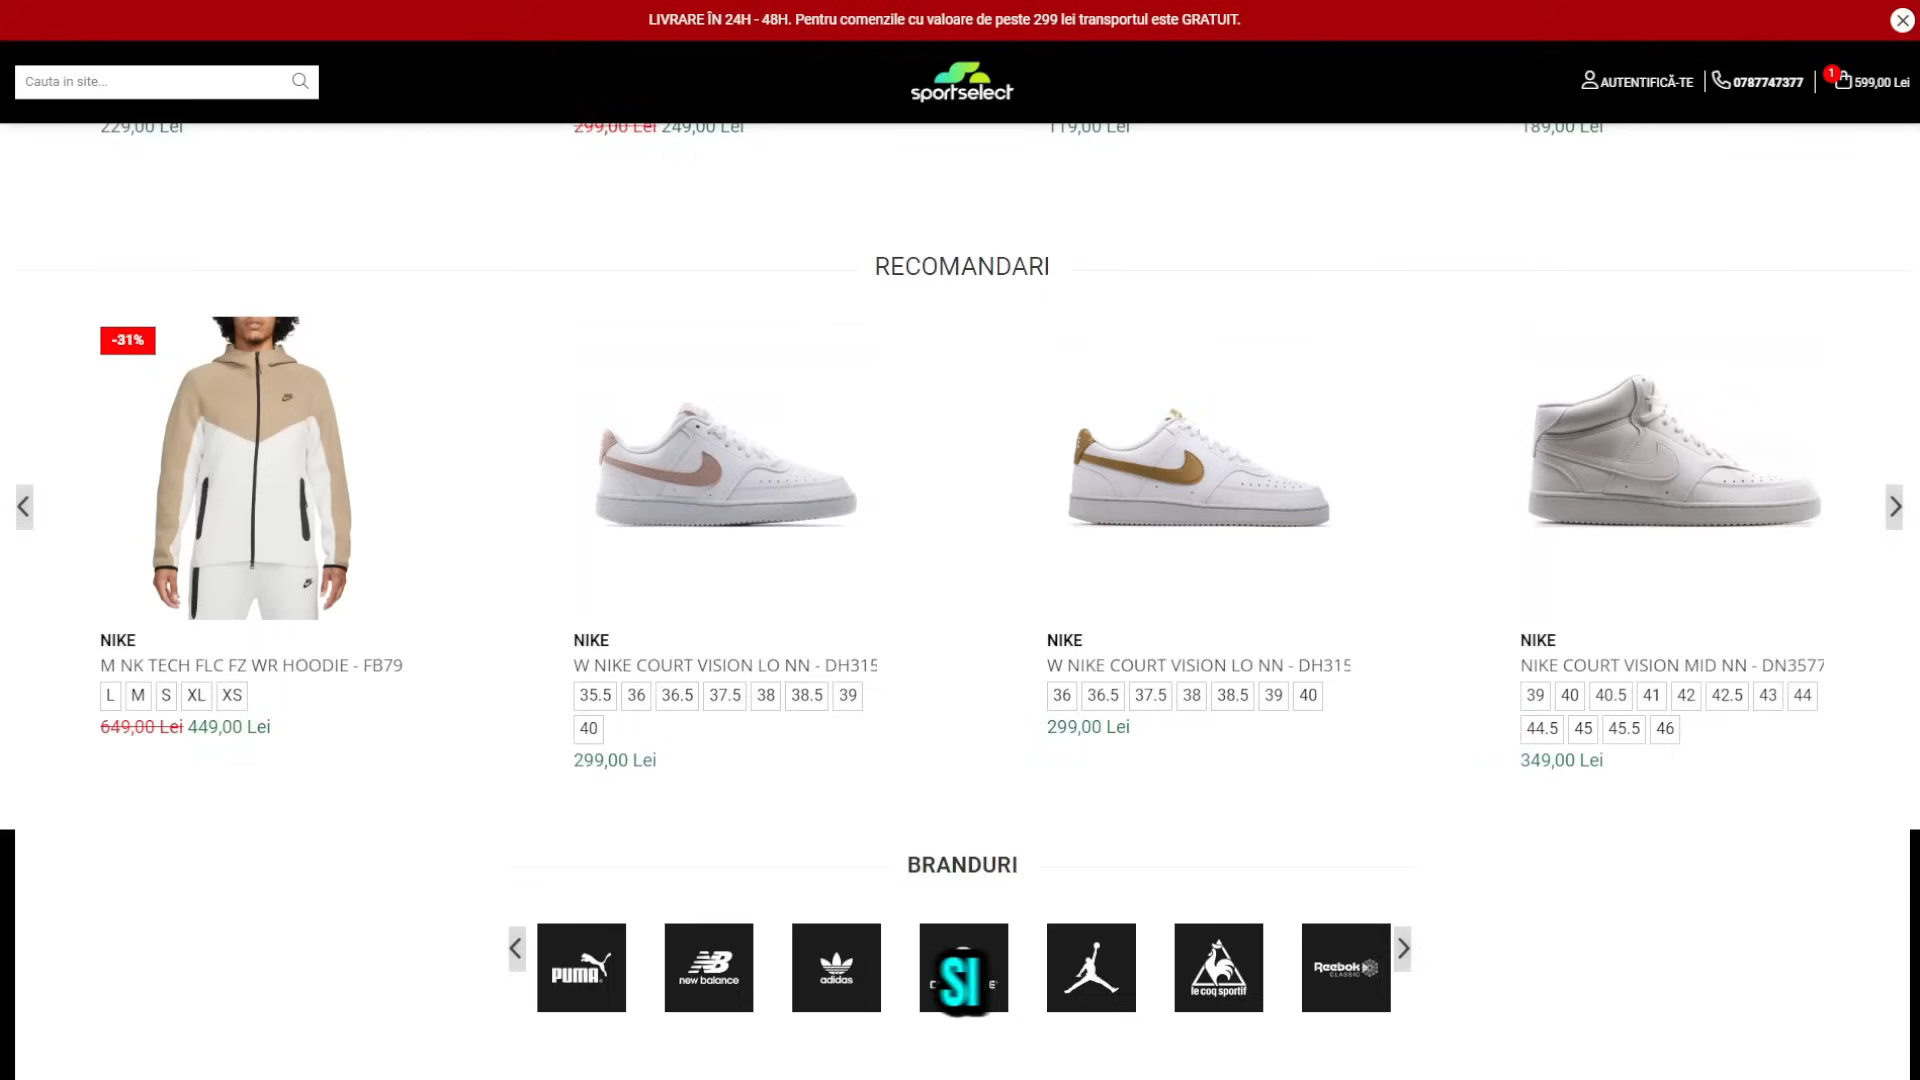 LIVRARE ÎN 24H - 48H. Pentru comenzile cu valoare de peste 299 lei transportul este GRATUIT.
Cauta in site...
sportselect
AUTENTIFICĂ-TE
0787747377
1
599,00 Lei
229,00 Lei
299,00 Lei 249,00 Lei
119,00 Lei
189,00 Lei
RECOMANDARI
-31%
NIKE
M NK TECH FLC FZ WR HOODIE - FB79
L M S XL XS
649,00 Lei 449,00 Lei
NIKE
W NIKE COURT VISION LO NN - DH315
35.5 36 36.5 37.5 38 38.5 39
40
299,00 Lei
NIKE
W NIKE COURT VISION LO NN - DH315
36 36.5 37.5 38 38.5 39 40
299,00 Lei
NIKE
NIKE COURT VISION MID NN - DN3577
39 40 40.5 41 42 42.5 43 44
44.5 45 45.5 46
349,00 Lei
BRANDURI
PUMA
NB
new balance
adidas
SI
le coq sportif
Reebok
CLASSIC